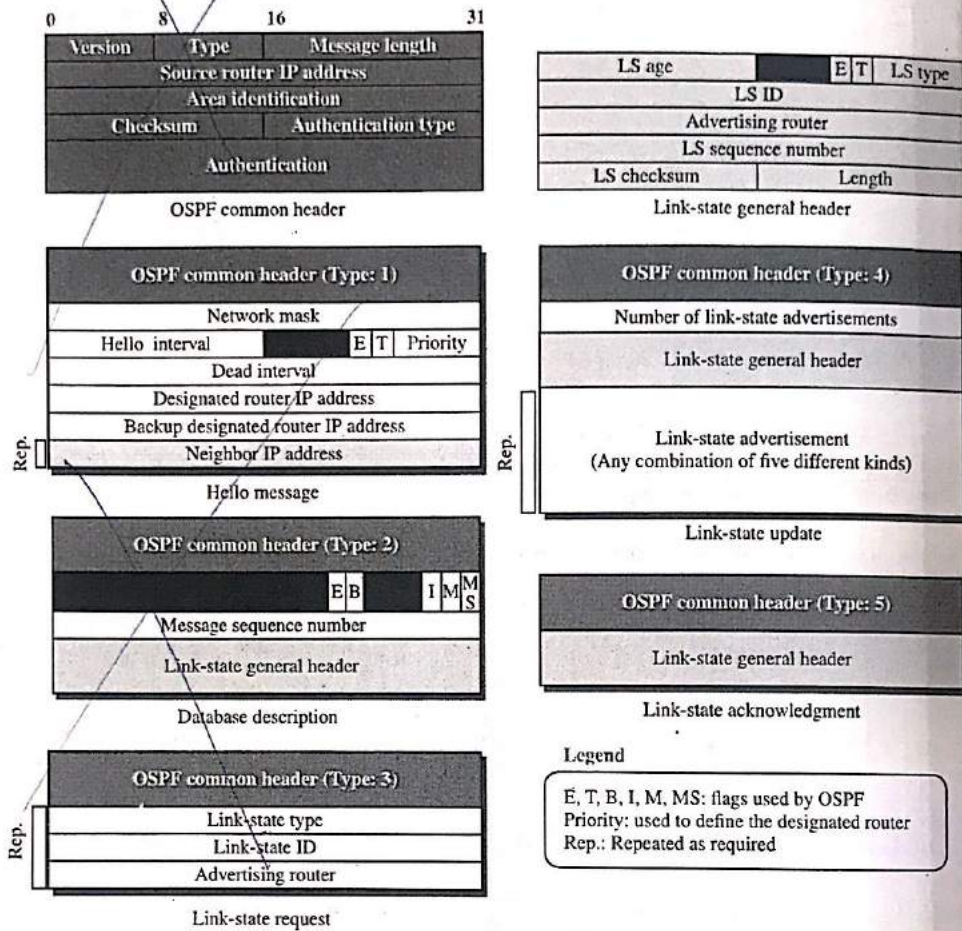 0 8 16 31
Version Type Message length
Source router IP address
Area identification
Checksum Authentication type
Authentication
OSPF common header
LS age E T LS type
LS ID
Advertising router
LS sequence number
LS checksum Length
Link-state general header
OSPF common header (Type: 1)
Network mask
Hello interval E T Priority
Dead interval
Designated router IP address
Backup designated router IP address
Rep. Neighbor IP address
Hello message
OSPF common header (Type: 4)
Number of link-state advertisements
Link-state general header
Rep.
Link-state advertisement
(Any combination of five different kinds)
Link-state update
OSPF common header (Type: 2)
E B I M MS
Message sequence number
Link-state general header
Database description
OSPF common header (Type: 5)
Link-state general header
Link-state acknowledgment
OSPF common header (Type: 3)
Rep.
Link-state type
Link-state ID
Advertising router
Link-state request
Legend
E, T, B, I, M, MS: flags used by OSPF
Priority: used to define the designated router
Rep.: Repeated as required